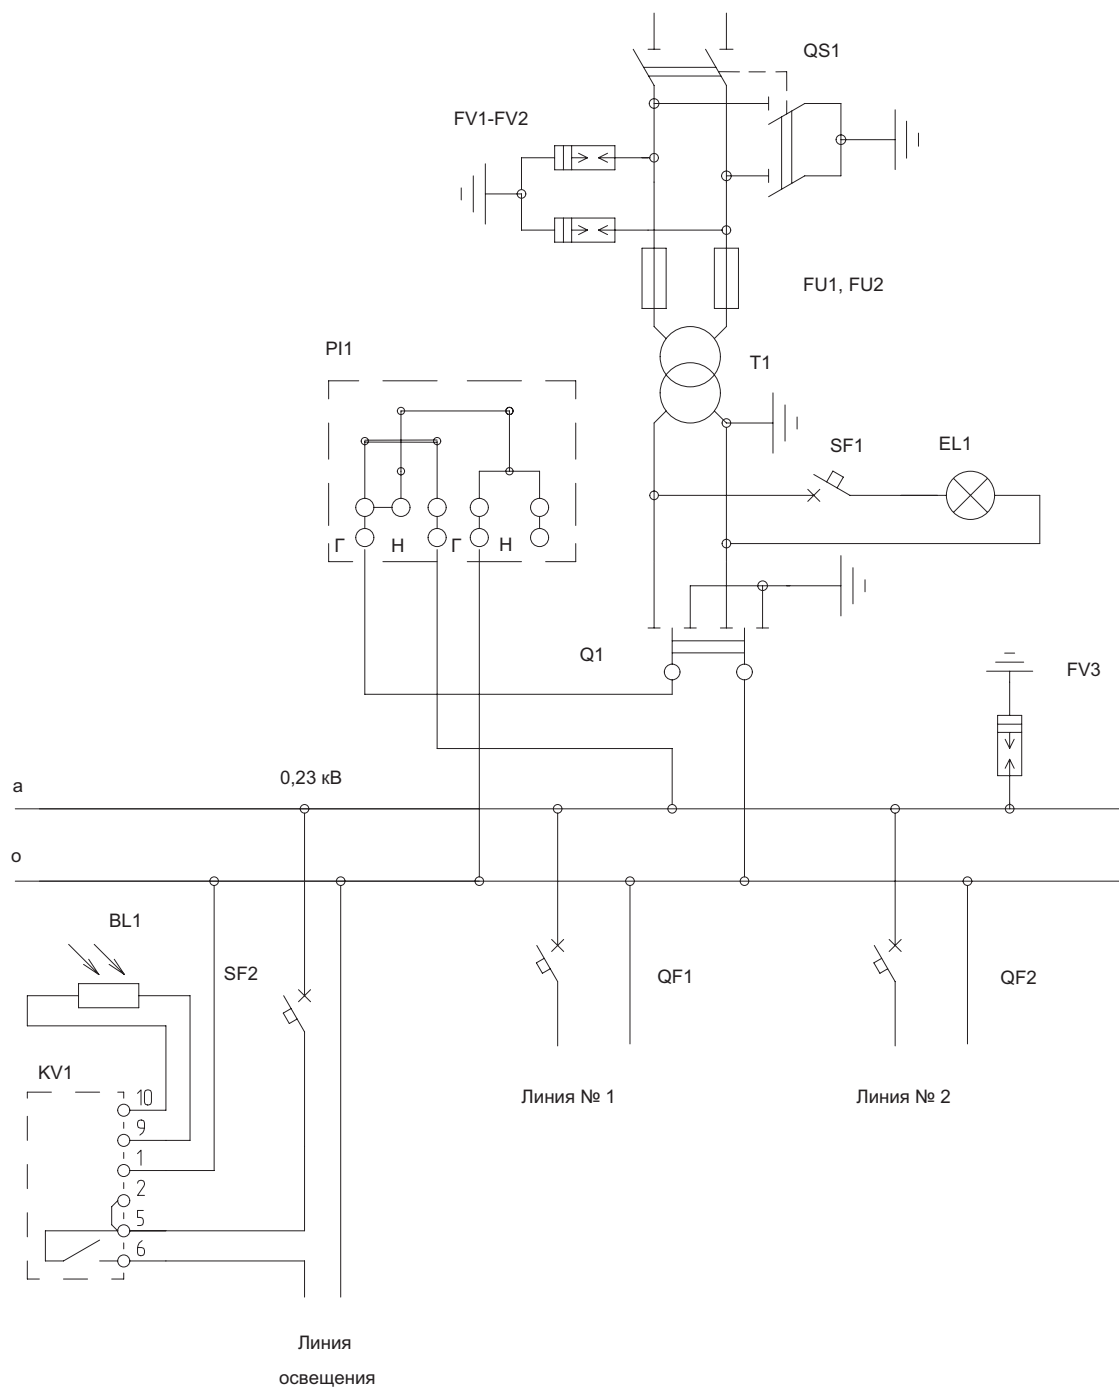 QS1
FV1-FV2
FU1, FU2
PI1
T1
SF1
EL1
Г Н Г Н
Q1
FV3
а
0,23 кВ
о
BL1
SF2
QF1
QF2
KV1
10
9
1
2
5
6
Линия № 1
Линия № 2
Линия
освещения